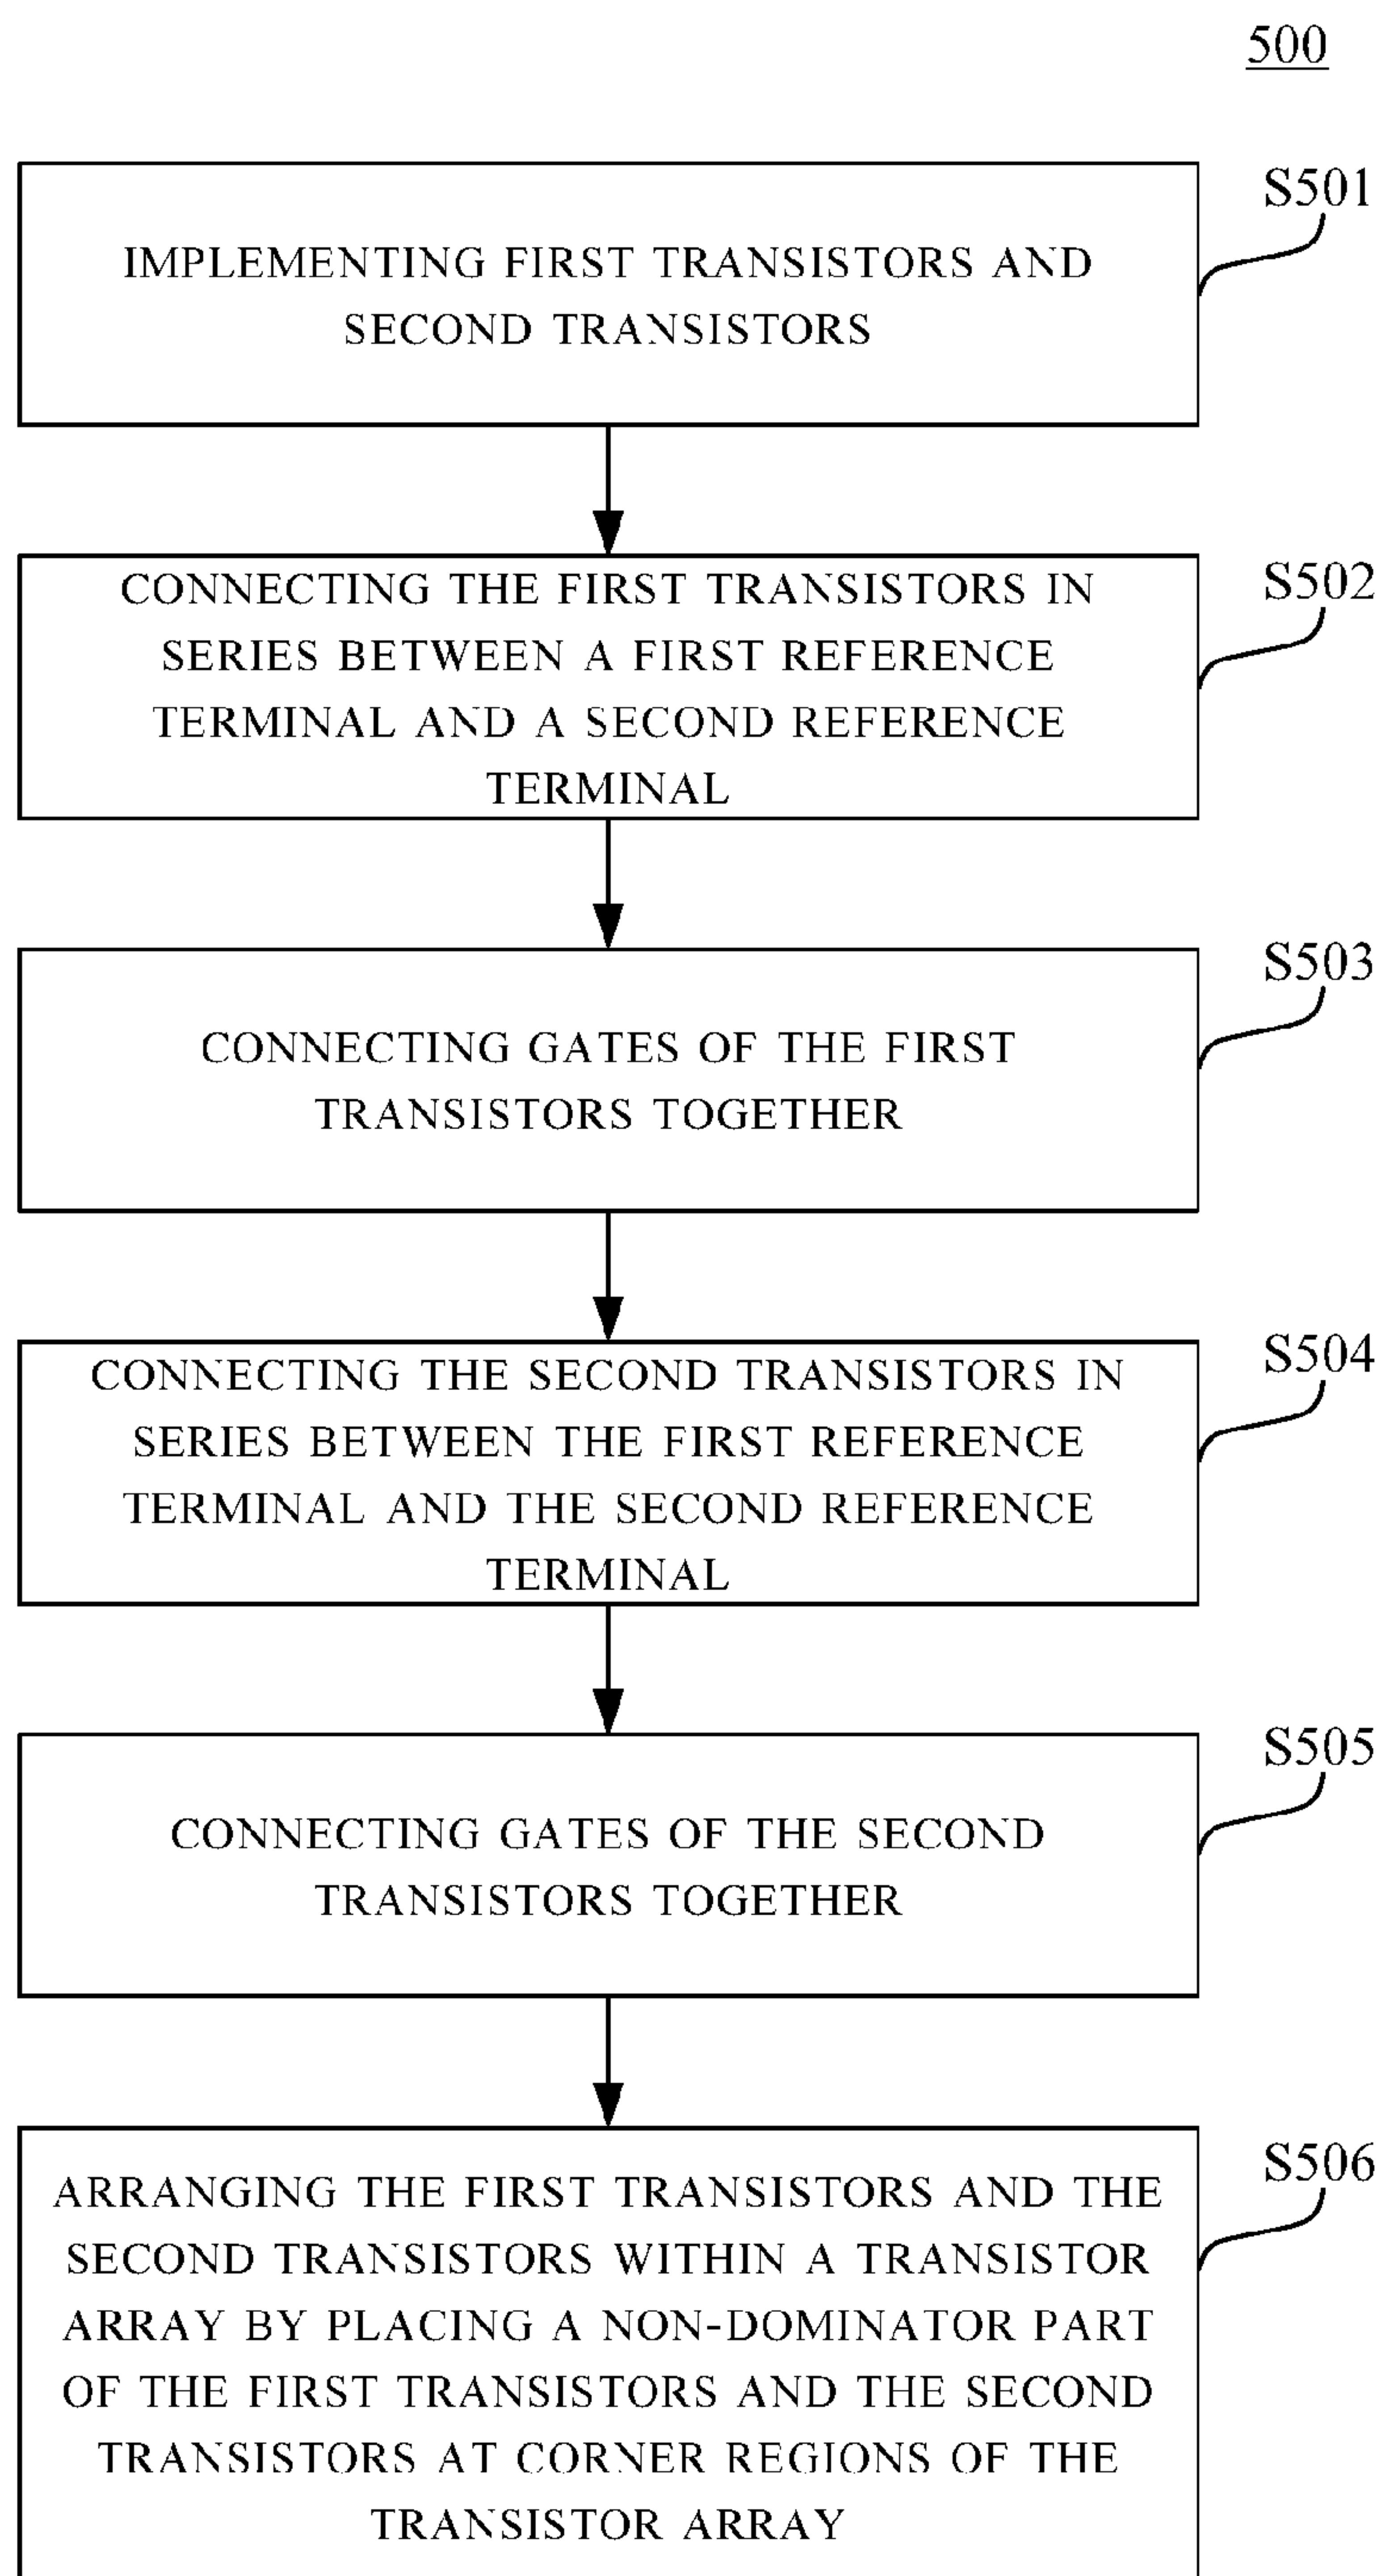 500
S501
IMPLEMENTING FIRST TRANSISTORS AND
SECOND TRANSISTORS
S502
CONNECTING THE FIRST TRANSISTORS IN
SERIES BETWEEN A FIRST REFERENCE
TERMINAL AND A SECOND REFERENCE
TERMINAL
S503
CONNECTING GATES OF THE FIRST
TRANSISTORS TOGETHER
S504
CONNECTING THE SECOND TRANSISTORS IN
SERIES BETWEEN THE FIRST REFERENCE
TERMINAL AND THE SECOND REFERENCE
TERMINAL
S505
CONNECTING GATES OF THE SECOND
TRANSISTORS TOGETHER
S506
ARRANGING THE FIRST TRANSISTORS AND THE
SECOND TRANSISTORS WITHIN A TRANSISTOR
ARRAY BY PLACING A NON-DOMINATOR PART
OF THE FIRST TRANSISTORS AND THE SECOND
TRANSISTORS AT CORNER REGIONS OF THE
TRANSISTOR ARRAY